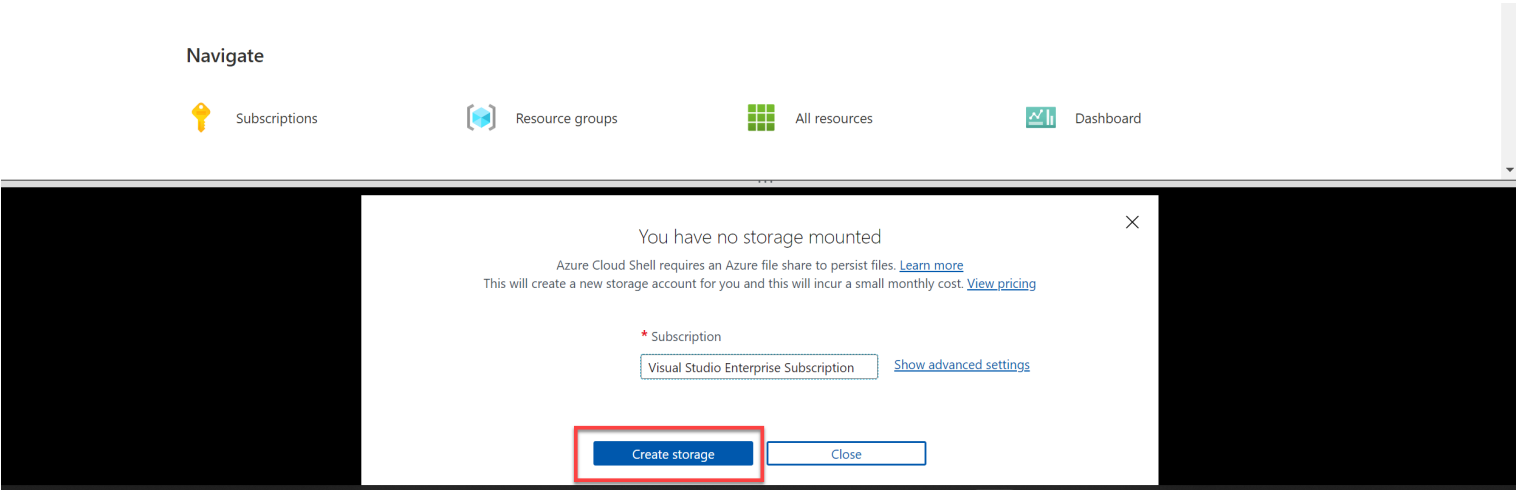 Navigate
Subscriptions
Resource groups
All resources
Dashboard
You have no storage mounted
Azure Cloud Shell requires an Azure file share to persist files. Learn more
This will create a new storage account for you and this will incur a small monthly cost. View pricing
* Subscription
Visual Studio Enterprise Subscription
Show advanced settings
Create storage
Close